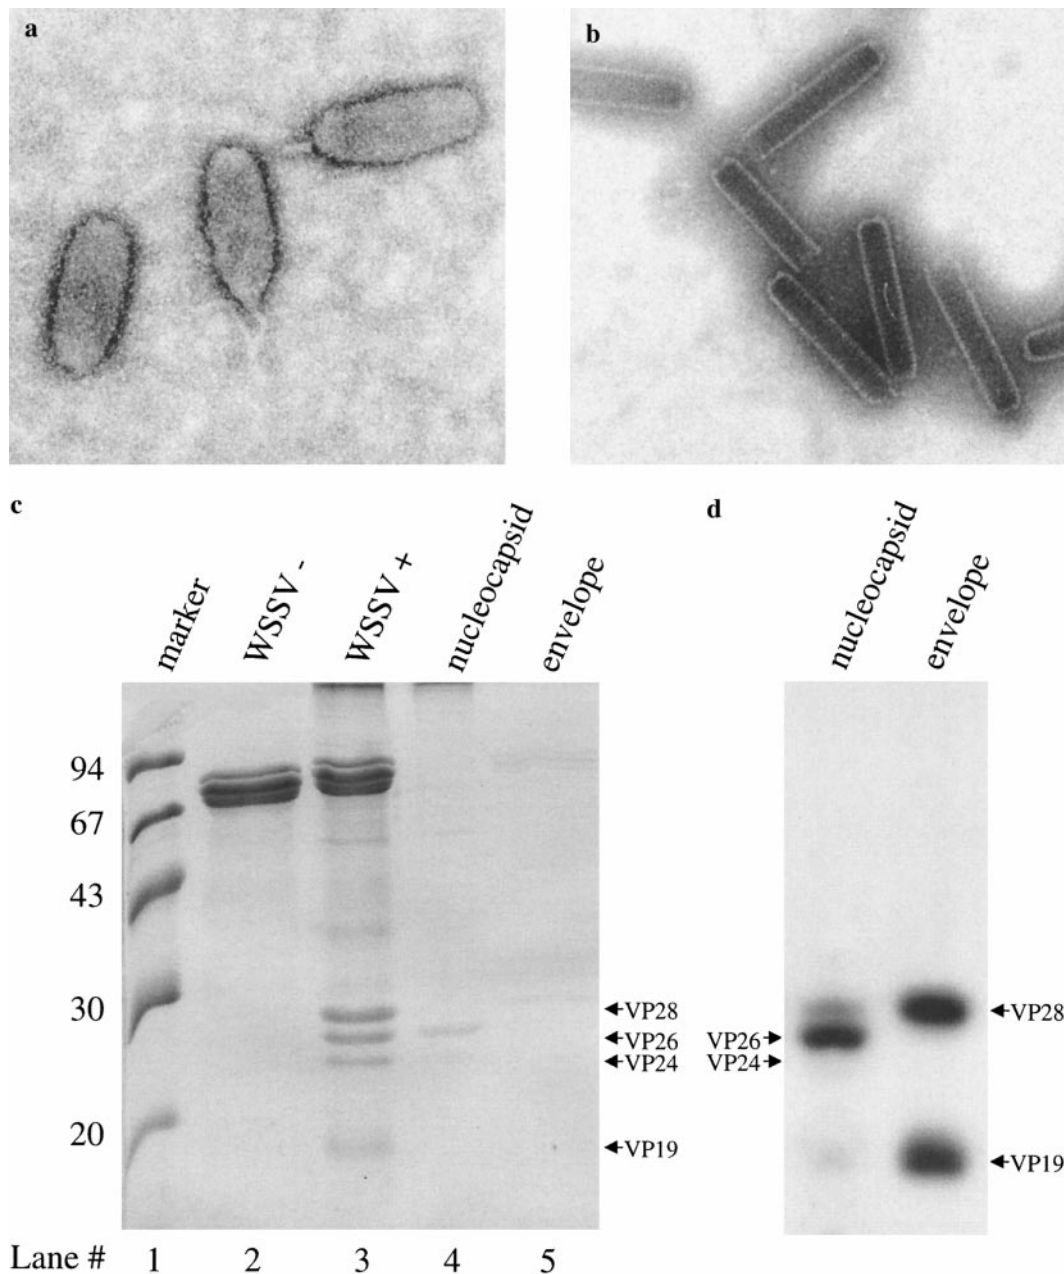 a
b
c
d
marker
WSSV -
WSSV +
nucleocapsid
envelope
nucleocapsid
envelope
94
67
43
30
20
VP28
VP26
VP24
VP19
VP26
VP24
VP28
VP19
Lane # 1 2 3 4 5